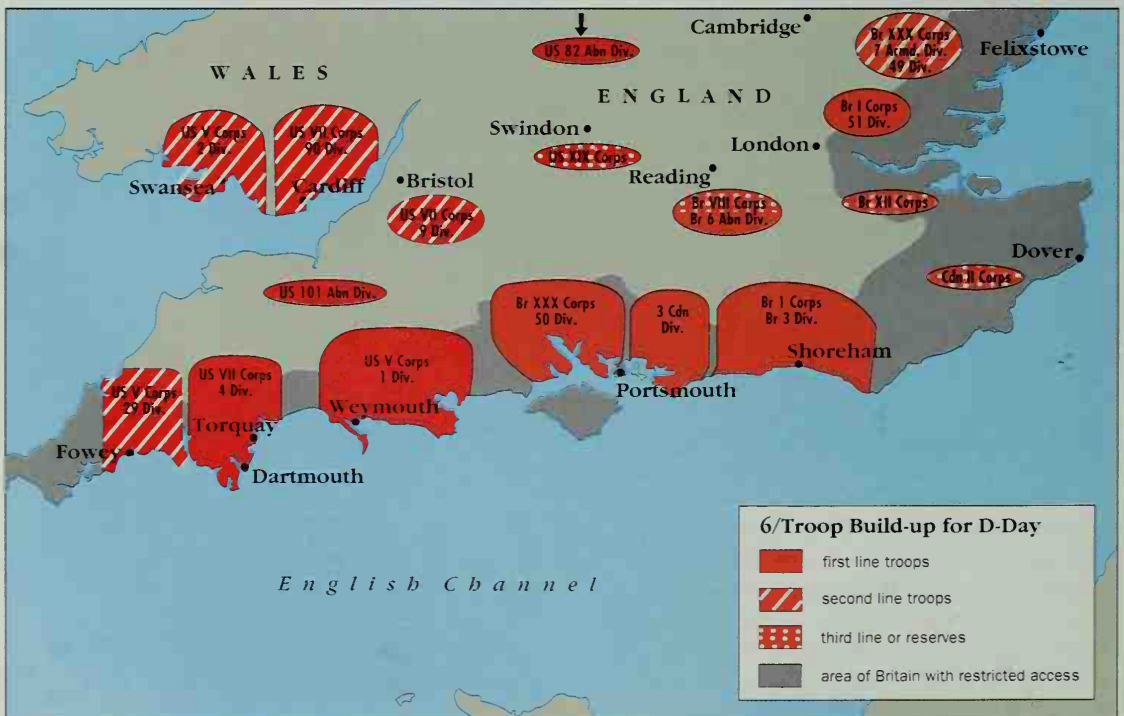 Cambridge
Br XXX Corps
7 Armd. Div.
49 Div.
Felixstowe
US 82 Abn Div.
WALES
ENGLAND
Br I Corps
51 Div.
US V Corps
2 Div.
US VII Corps
90 Div.
Swindon
US XIX Corps
London
Reading
Swansea
Cardiff
Bristol
US VII Corps
9 Div.
Br VIII Corps
Br 6 Abn Div.
Br XII Corps
Dover
Cdn II Corps
US 101 Abn Div.
Br XXX Corps
50 Div.
3 Cdn
Div.
Br 1 Corps
Br 3 Div.
Shoreham
Portsmouth
US V Corps
1 Div.
Weymouth
US VII Corps
4 Div.
Torquay
US V Corps
29 Div.
Fowey
Dartmouth
English Channel
6/Troop Build-up for D-Day
first line troops
second line troops
third line or reserves
area of Britain with restricted access